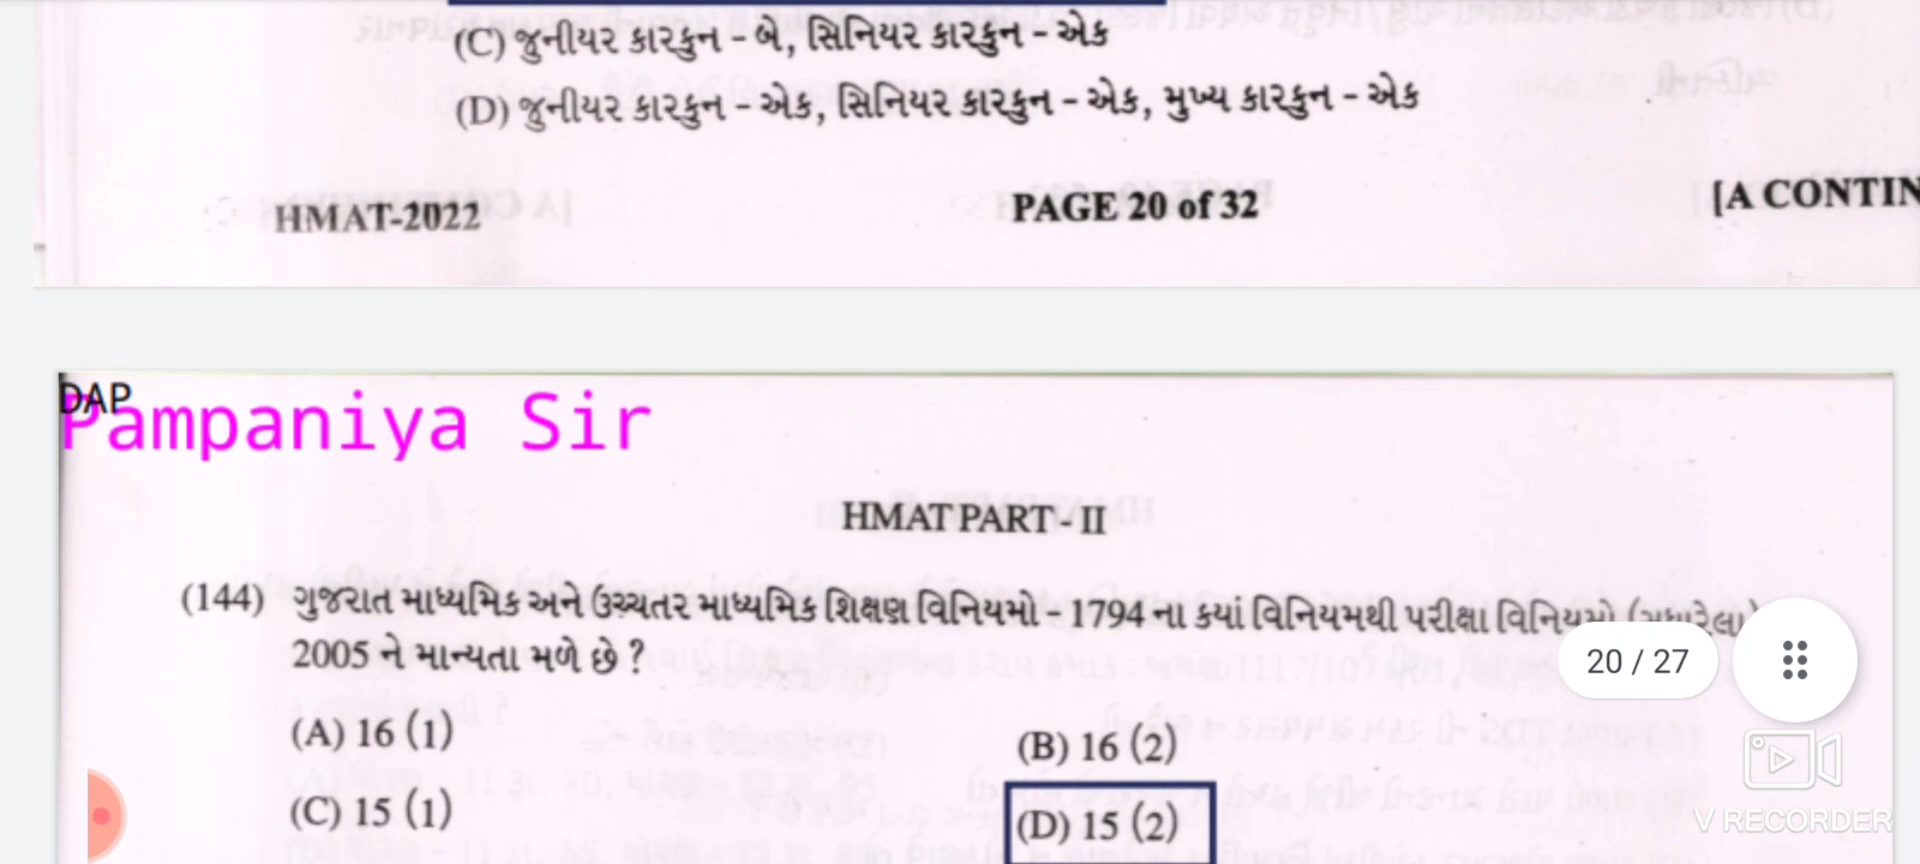 (C) જુનીયર કારકુન – બે, સિનિયર કારકુન – એક
(D) જુનીયર કારકુન – એક, સિનિયર કારકુન – એક, મુખ્ય કારકુન – એક
HMAT-2022 PAGE 20 of 32 [A CONTIN
DAP
Pampaniya Sir
HMAT PART - II
(144) ગુજરાત માધ્યમિક અને ઉચ્ચતર માધ્યમિક શિક્ષણ વિનિયમો – 1794 ના કયાં વિનિયમથી પરીક્ષા વિનિયમો
2005 ને માન્યતા મળે છે ?
20 / 27
(A) 16 (1) (B) 16 (2)
(C) 15 (1) (D) 15 (2)
V RECORDER